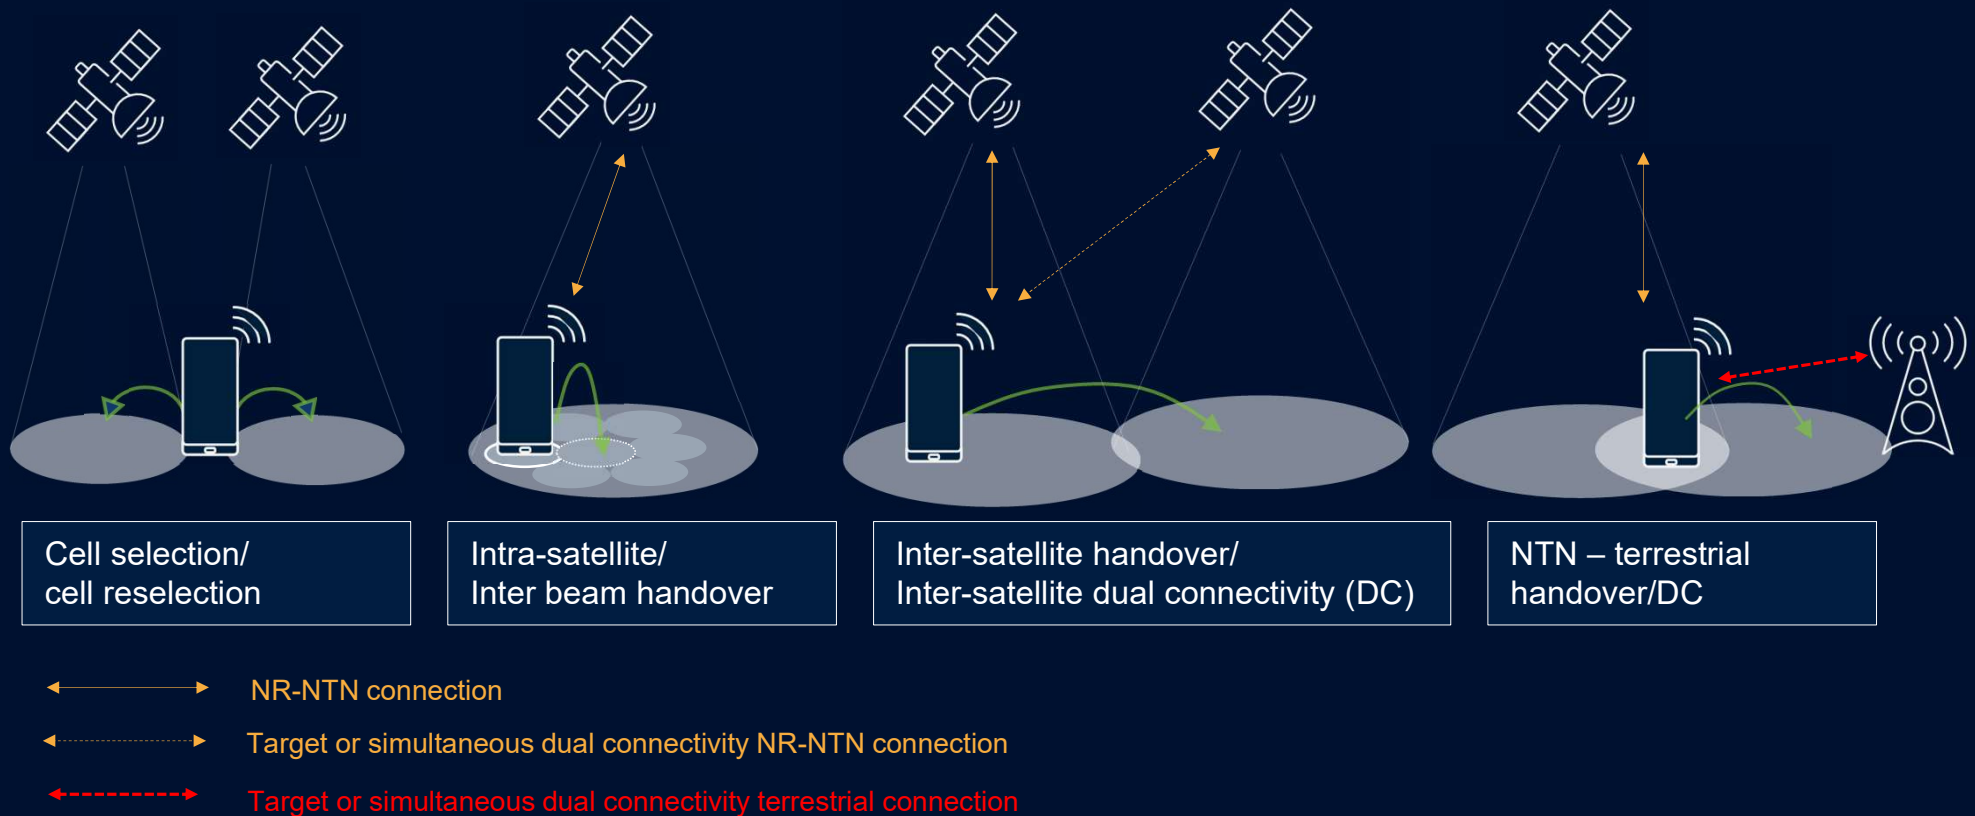 Cell selection/
cell reselection
Intra-satellite/
Inter beam handover
Inter-satellite handover/
Inter-satellite dual connectivity (DC)
NTN – terrestrial
handover/DC
NR-NTN connection
Target or simultaneous dual connectivity NR-NTN connection
Target or simultaneous dual connectivity terrestrial connection